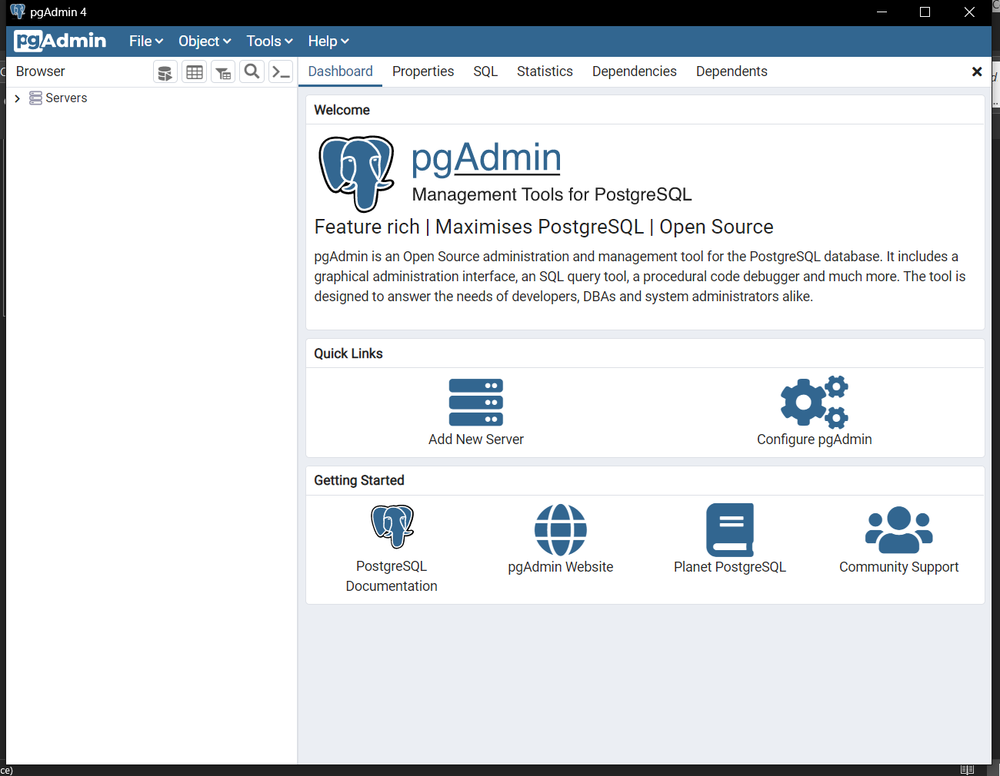 pgAdmin 4
pgAdmin File Object Tools Help
Browser
Dashboard Properties SQL Statistics Dependencies Dependents
Servers
Welcome
pgAdmin
Management Tools for PostgreSQL
Feature rich | Maximises PostgreSQL | Open Source
pgAdmin is an Open Source administration and management tool for the PostgreSQL database. It includes a
graphical administration interface, an SQL query tool, a procedural code debugger and much more. The tool is
designed to answer the needs of developers, DBAs and system administrators alike.
Quick Links
Add New Server
Configure pgAdmin
Getting Started
PostgreSQL
Documentation
pgAdmin Website
Planet PostgreSQL
Community Support
ce)